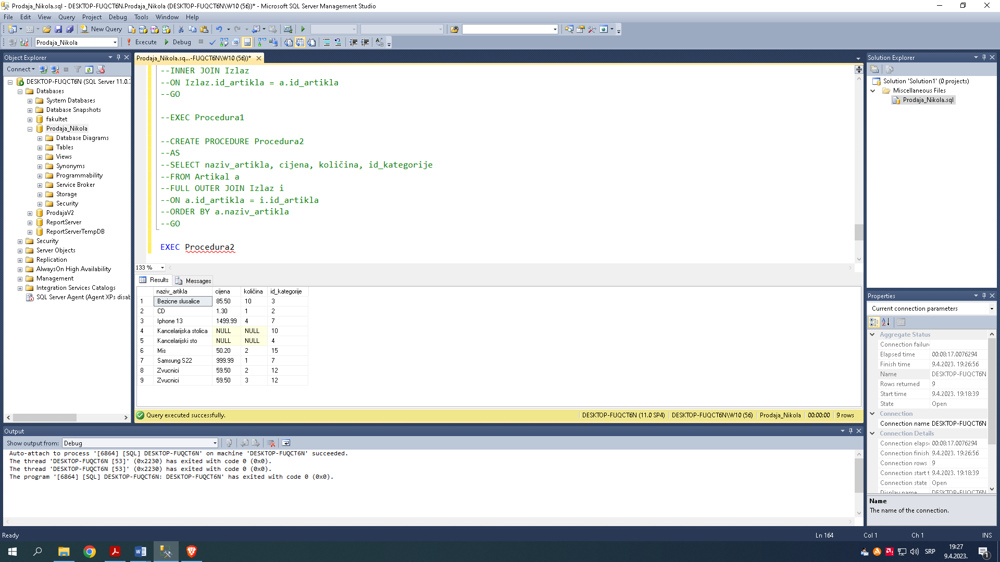 Prodaja_Nikola.sql - DESKTOP-FUQCT6N.Prodaja_Nikola (DESKTOP-FUQCT6N\W10 (56))* - Microsoft SQL Server Management Studio
File Edit View Query Project Debug Tools Window Help
New Query
Prodaja_Nikola Execute Debug
Object Explorer
Connect
DESKTOP-FUQCT6N (SQL Server 11.0.
Databases
System Databases
Database Snapshots
fakultet
Prodaja_Nikola
Database Diagrams
Tables
Views
Synonyms
Programmability
Service Broker
Storage
Security
ProdajaV2
ReportServer
ReportServerTempDB
Security
Server Objects
Replication
AlwaysOn High Availability
Management
Integration Services Catalogs
SQL Server Agent (Agent XPs disab
Prodaja_Nikola.sq...-FUQCT6N\W10 (56))*
--INNER JOIN Izlaz
--ON Izlaz.id_artikla = a.id_artikla
--GO
--EXEC Procedura1
--CREATE PROCEDURE Procedura2
--AS
--SELECT naziv_artikla, cijena, količina, id_kategorije
--FROM Artikal a
--FULL OUTER JOIN Izlaz i
--ON a.id_artikla = i.id_artikla
--ORDER BY a.naziv_artikla
--GO
EXEC Procedura2
133 %
Results Messages
naziv_artikla cijena količina id_kategorije
1 Bezicne slusalice 85.50 10 3
2 CD 1.30 1 2
3 Iphone 13 1499.99 4 7
4 Kancelarijska stolica NULL NULL 10
5 Kancelarijski sto NULL NULL 4
6 Mis 50.20 2 15
7 Samsung S22 999.99 1 7
8 Zvucnici 59.50 2 12
9 Zvucnici 59.50 3 12
Query executed successfully. DESKTOP-FUQCT6N (11.0 SP4) DESKTOP-FUQCT6N\W10 (56) Prodaja_Nikola 00:00:00 9 rows
Output
Show output from: Debug
Auto-attach to process '[6864] [SQL] DESKTOP-FUQCT6N' on machine 'DESKTOP-FUQCT6N' succeeded.
The thread 'DESKTOP-FUQCT6N [53]' (0x2230) has exited with code 0 (0x0).
The thread 'DESKTOP-FUQCT6N [53]' (0x2230) has exited with code 0 (0x0).
The program '[6864] [SQL] DESKTOP-FUQCT6N: DESKTOP-FUQCT6N' has exited with code 0 (0x0).
Solution Explorer
Solution 'Solution1' (0 projects)
Miscellaneous Files
Prodaja_Nikola.sql
Properties
Current connection parameters
Aggregate Status
Connection failur
Elapsed time 00:08:17.0076294
Finish time 9.4.2023. 19:26:56
Name DESKTOP-FUQCT6N
Rows returned 9
Start time 9.4.2023. 19:18:39
State Open
Connection
Connection name DESKTOP-FUQCT6N
Connection Details
Connection elaps 00:08:17.0076294
Connection finish 9.4.2023. 19:26:56
Connection rows 9
Connection start t 9.4.2023. 19:18:39
Connection state Open
Display name DESKTOP-FUQCT6N
Name
The name of the connection.
Ready Ln 164 Col 1 Ch 1 INS
SRP
19:27
9.4.2023.
1